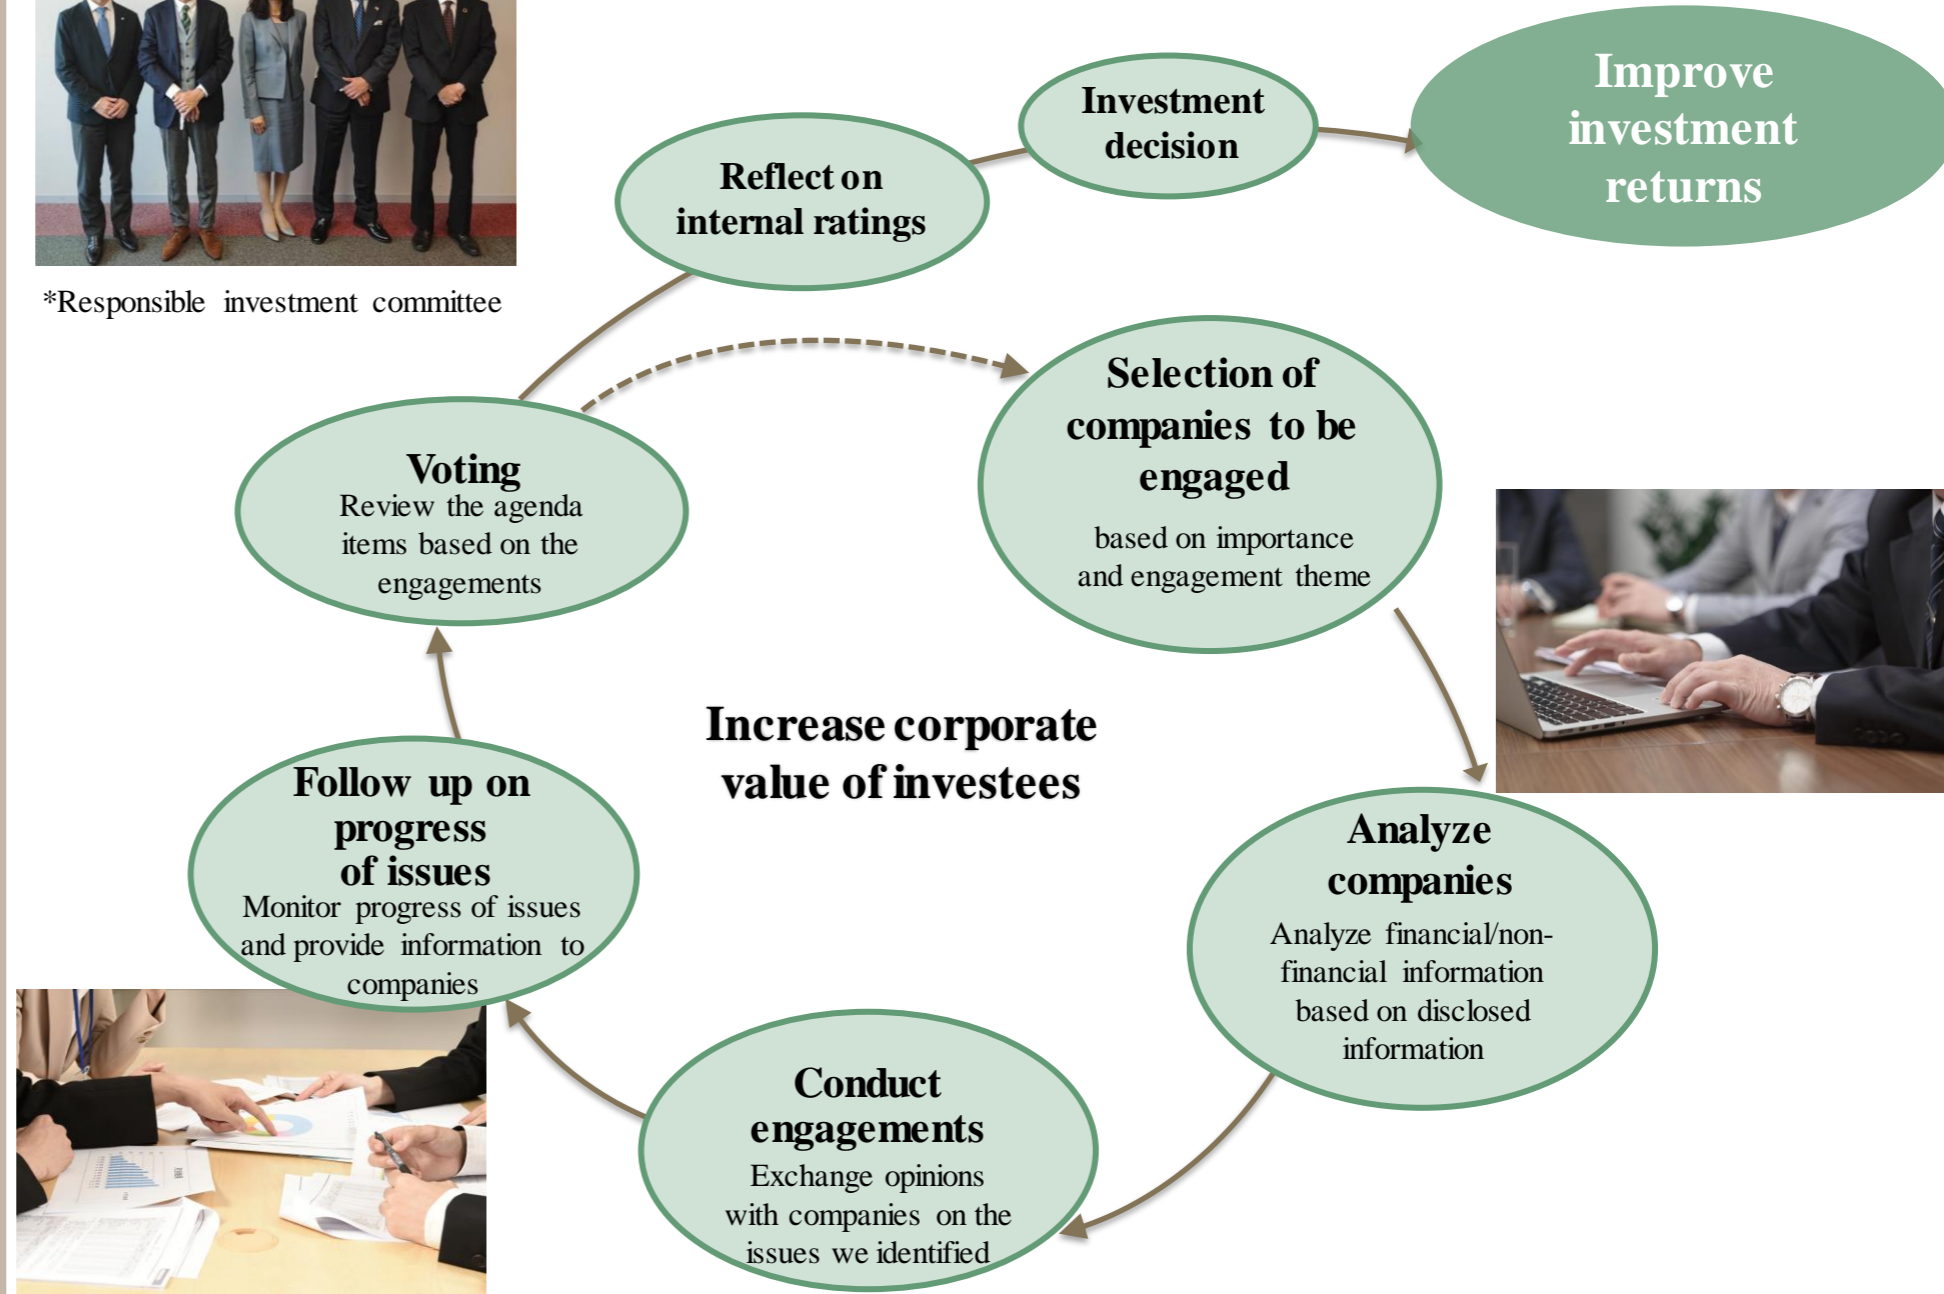 Improve
investment
returns
Investment
decision
Reflect on
internal ratings
*Responsible investment committee
Selection of
companies to be
engaged
based on importance
and engagement theme
Voting
Review the agenda
items based on the
engagements
Increase corporate
value of investees
Follow up on
progress
of issues
Monitor progress of issues
and provide information to
companies
Analyze
companies
Analyze financial/non-
financial information
based on disclosed
information
Conduct
engagements
Exchange opinions
with companies on the
issues we identified